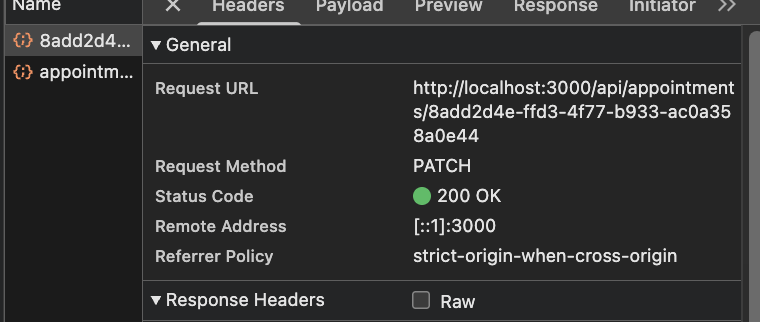 Name
Headers Payload Preview Response Initiator
8add2d4...
appointm...
General
Request URL
http://localhost:3000/api/appointment
s/8add2d4e-ffd3-4f77-b933-ac0a35
8a0e44
Request Method PATCH
Status Code 200 OK
Remote Address [::1]:3000
Referrer Policy strict-origin-when-cross-origin
Response Headers Raw